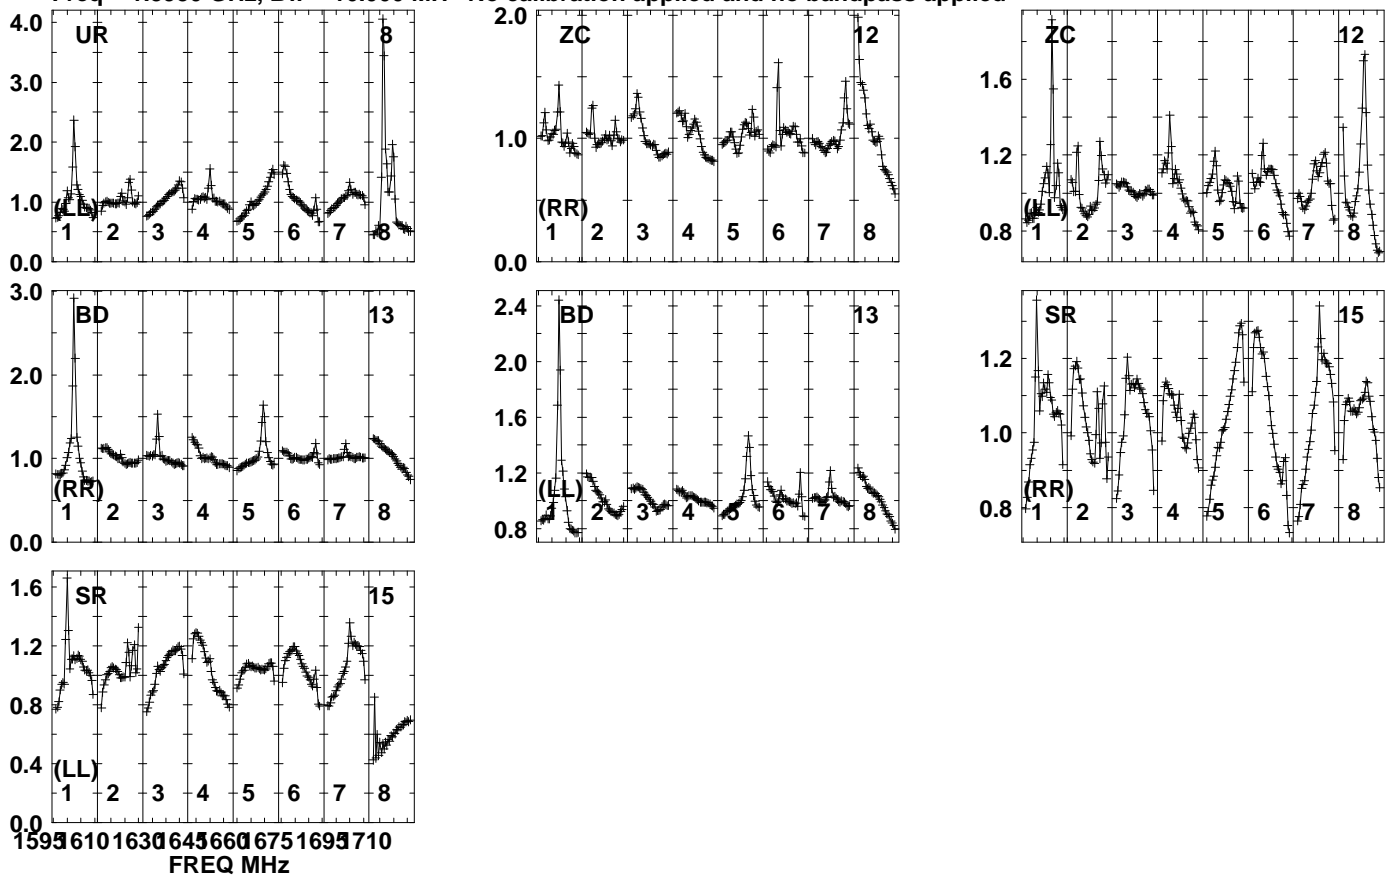 No calibration applied and no bandpass applied
UR 8
4.0
3.0
2.0
1.0
0.0
(LL)
1 2 3 4 5 6 7 8
ZC 12
2.0
1.0
0.0
(RR)
1 2 3 4 5 6 7 8
ZC 12
1.6
1.2
0.8
(LL)
1 2 3 4 5 6 7 8
BD 13
3.0
2.0
1.0
0.0
(RR)
1 2 3 4 5 6 7 8
BD 13
2.4
2.0
1.6
1.2
0.8
(LL)
1 2 3 4 5 6 7 8
SR 15
1.2
1.0
0.8
(RR)
1 2 3 4 5 6 7 8
SR 15
1.6
1.2
0.8
0.4
0.0
(LL)
1 2 3 4 5 6 7 8
1595 1610 1630 1645 1660 1675 1695 1710
FREQ MHz